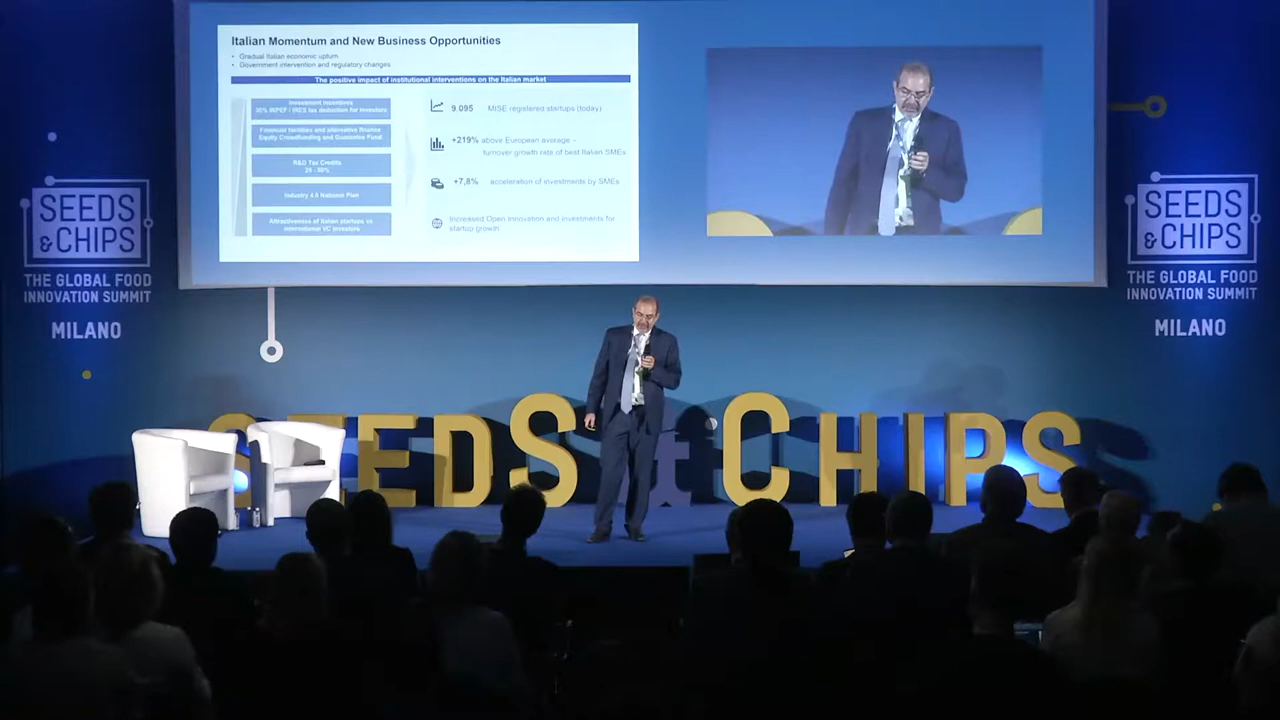 Italian Momentum and New Business Opportunities
• Gradual Italian economic upturn
• Government intervention and regulatory changes
The positive impact of institutional interventions on the Italian market
Investment Incentives
30% IRPEF / IRES tax deduction for investors
Financial facilities and alternative finance
Equity Crowdfunding and Guarantee Fund
R&D Tax Credits
25 - 50%
Industry 4.0 National Plan
Attractiveness of Italian startups vs
international VC investors
9.095 MISE registered startups (today)
+219% above European average -
turnover growth rate of best Italian SMEs
+7,8% acceleration of investments by SMEs
Increased Open innovation and investments for
startup growth
SEEDS
&CHIPS
THE GLOBAL FOOD
INNOVATION SUMMIT
MILANO
SEEDS
&CHIPS
THE GLOBAL FOOD
INNOVATION SUMMIT
MILANO
SEEDS & CHIPS